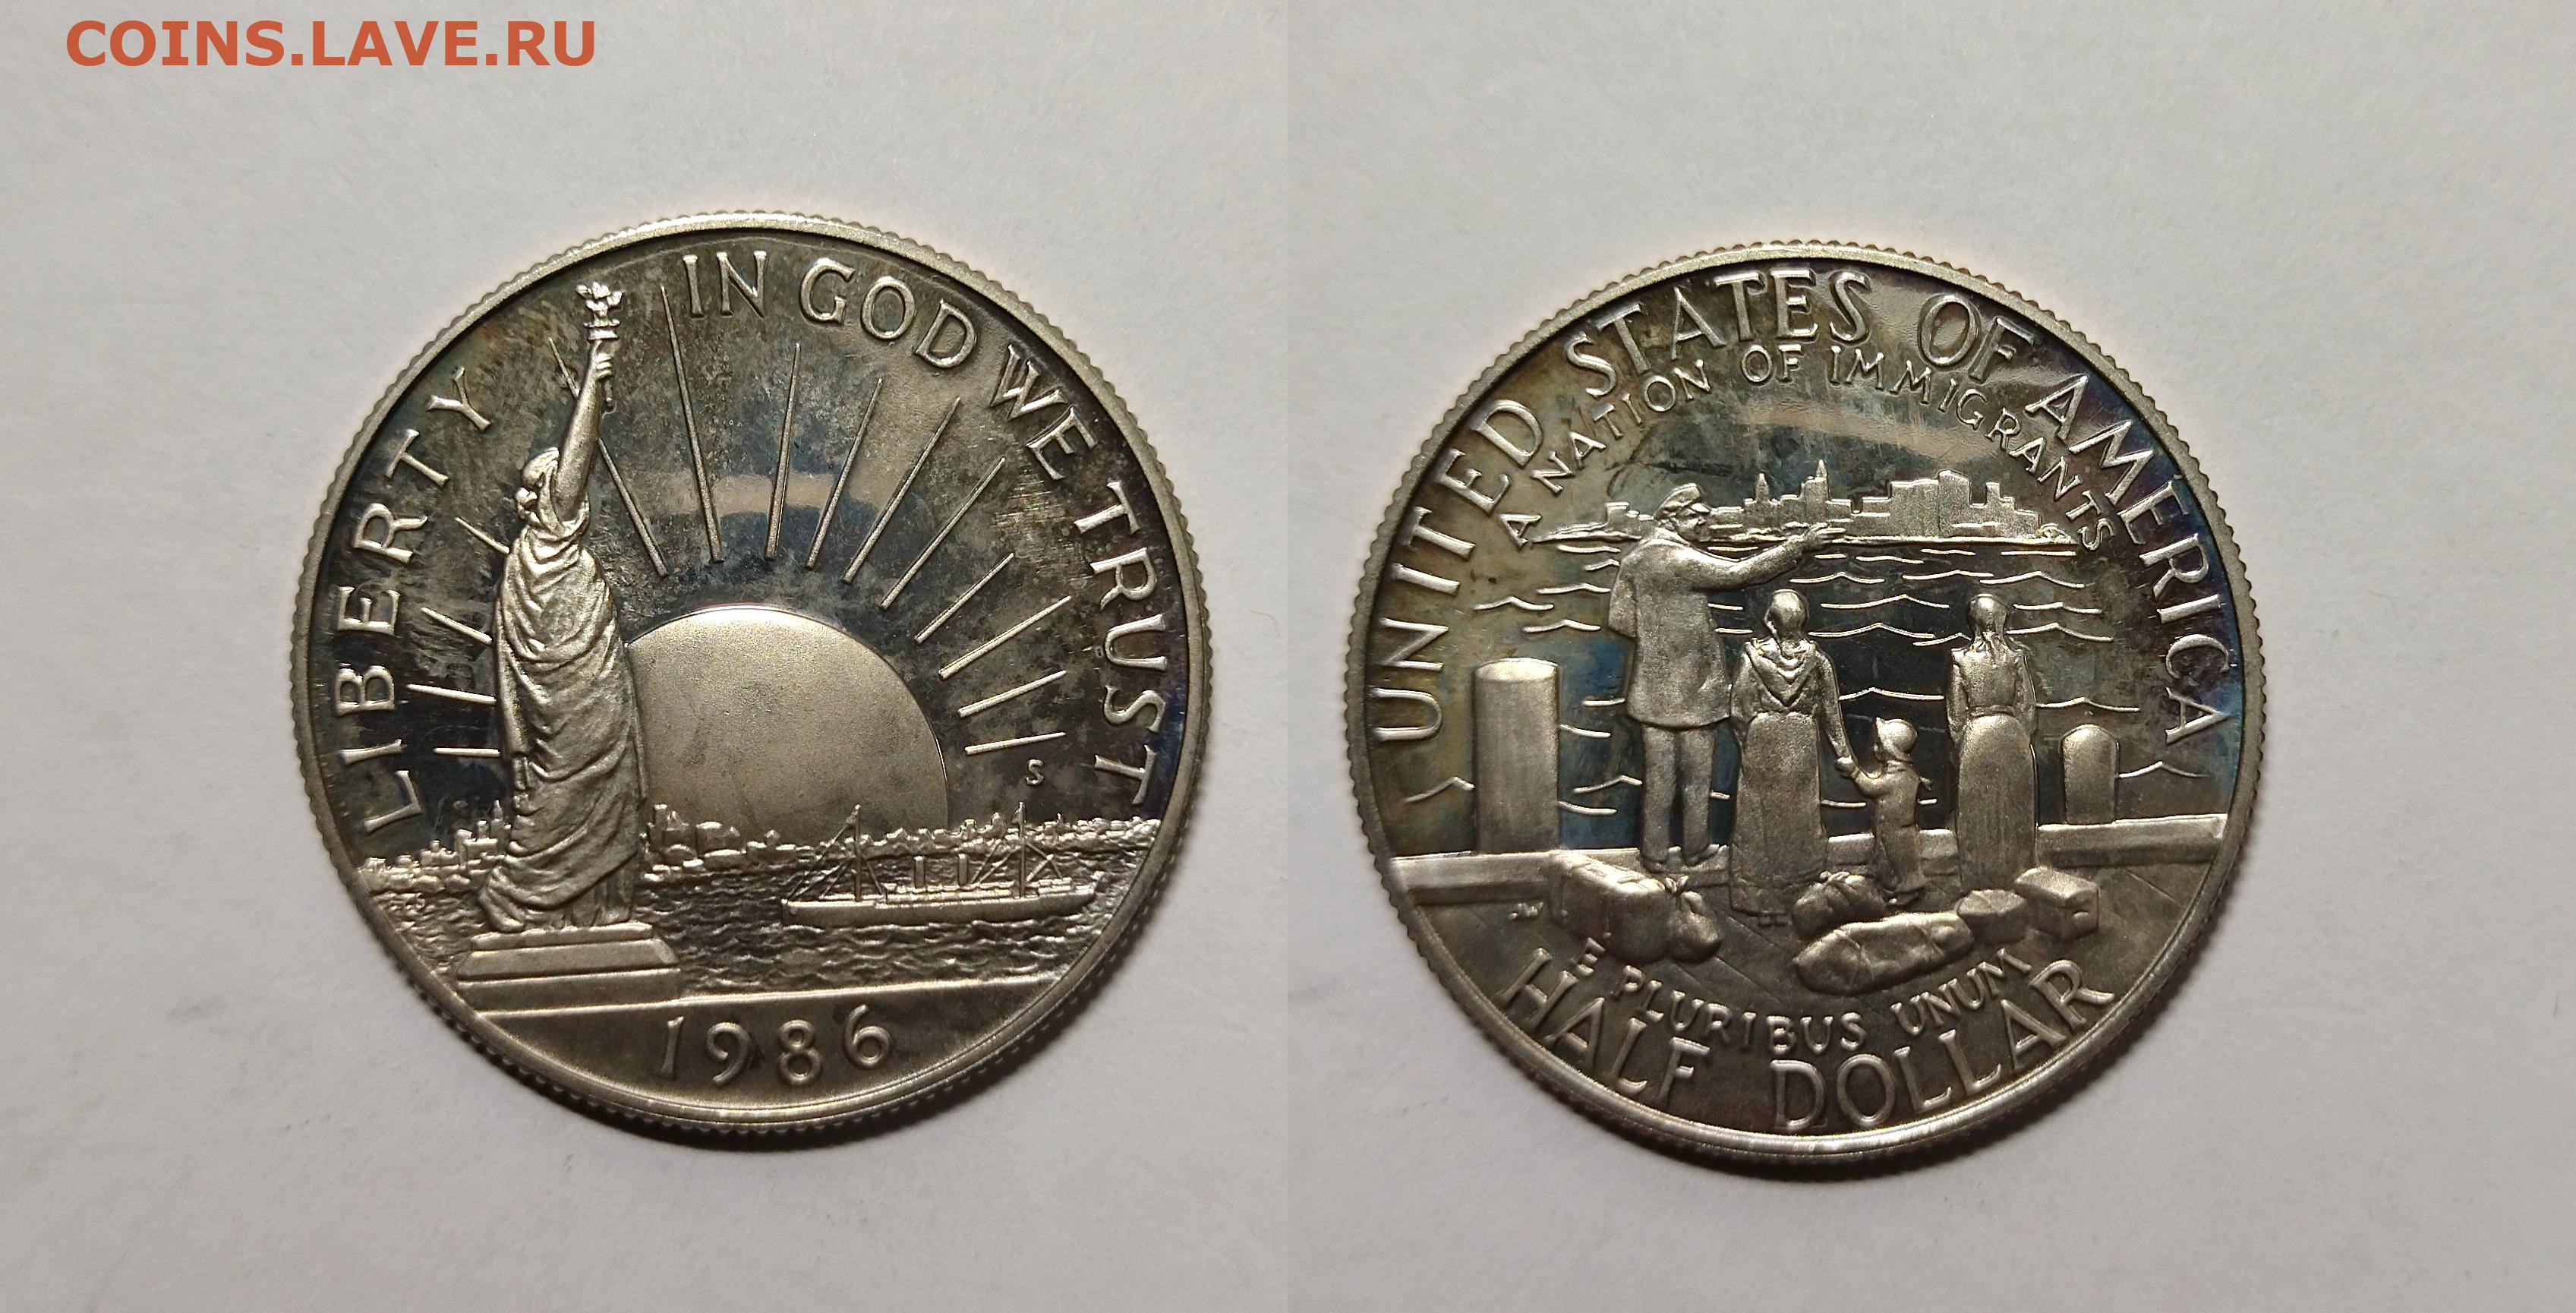 COINS.LAVE.RU
LIBERTY
IN GOD WE TRUST
S
1986
UNITED STATES OF AMERICA
A NATION OF IMMIGRANTS
E PLURIBUS UNUM
HALF DOLLAR